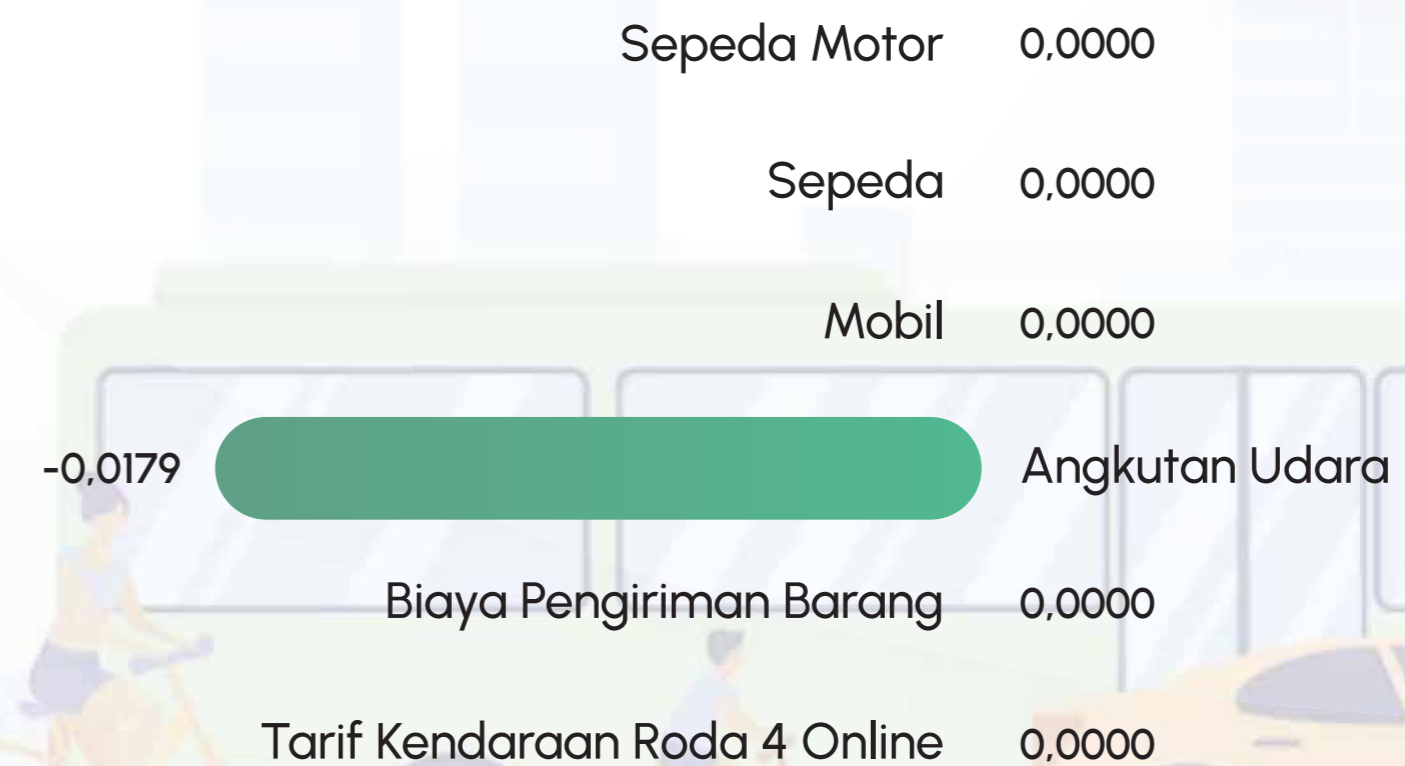 Sepeda Motor 0,0000
Sepeda 0,0000
Mobil 0,0000
-0,0179 Angkutan Udara
Biaya Pengiriman Barang 0,0000
Tarif Kendaraan Roda 4 Online 0,0000